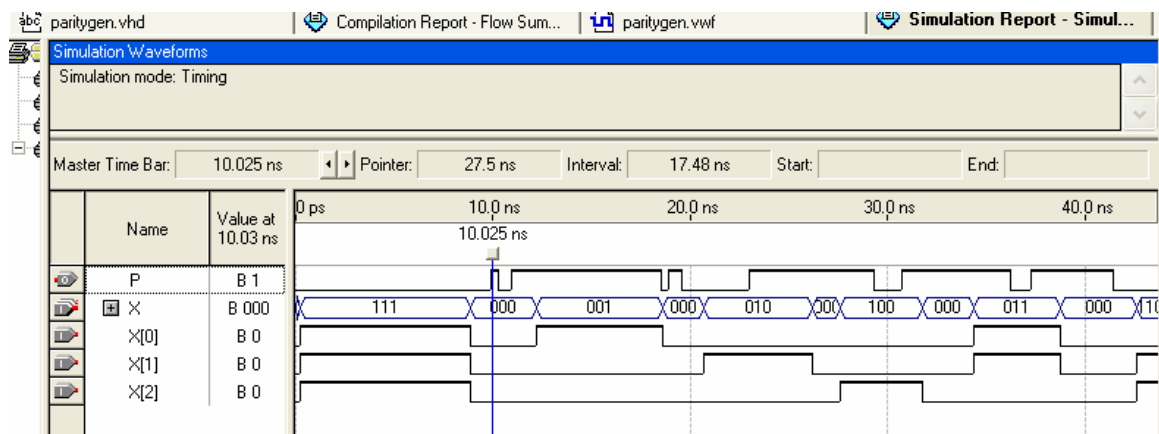 abc paritygen.vhd Compilation Report - Flow Sum... paritygen.vwf Simulation Report - Simul...
Simulation Waveforms
Simulation mode: Timing
Master Time Bar: 10.025 ns Pointer: 27.5 ns Interval: 17.48 ns Start: End:
Name Value at 10.03 ns 0 ps 10.0 ns 20.0 ns 30.0 ns 40.0 ns
10.025 ns
P B 1
X B 000 111 000 001 000 010 000 100 000 011 000
X[0] B 0
X[1] B 0
X[2] B 0